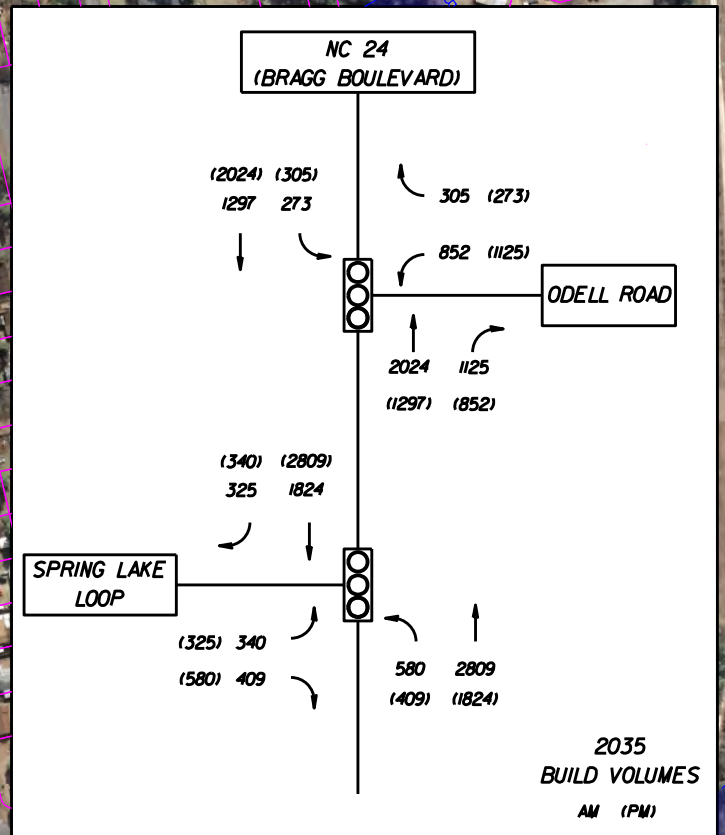 NC 24
(BRAGG BOULEVARD)
(2024) (305)
1297 273
305 (273)
852 (1125)
ODELL ROAD
2024 1125
(1297) (852)
(340) (2809)
325 1824
SPRING LAKE
LOOP
(325) 340
(580) 409
580 2809
(409) (1824)
2035
BUILD VOLUMES
AM (PM)